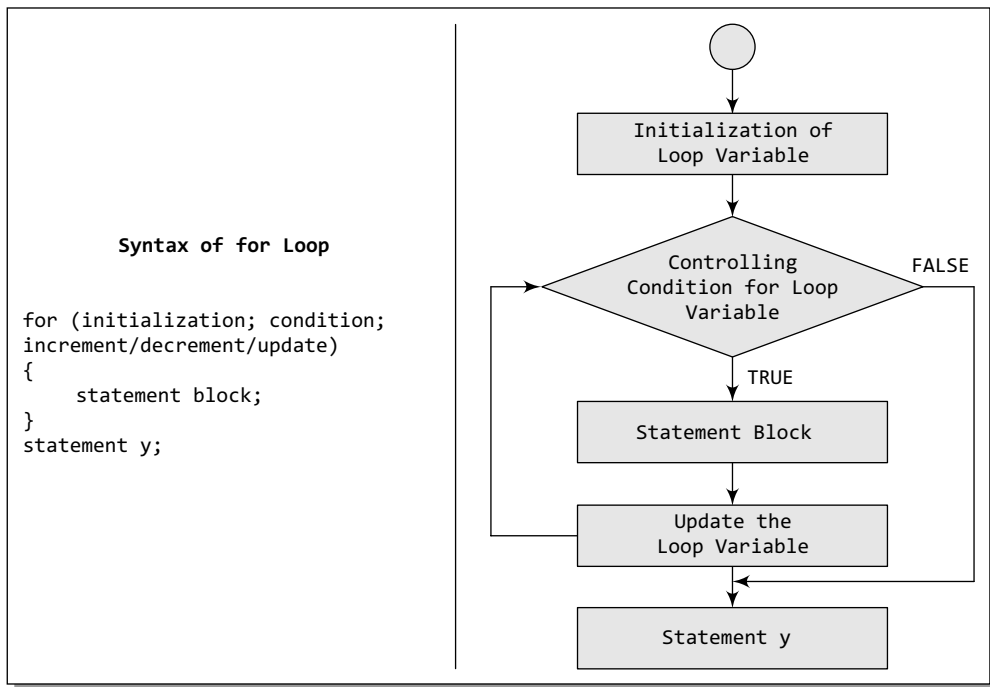 Syntax of for Loop
for (initialization; condition;
increment/decrement/update)
{
statement block;
}
statement y;
Initialization of
Loop Variable
Controlling
Condition for Loop
Variable
FALSE
TRUE
Statement Block
Update the
Loop Variable
Statement y